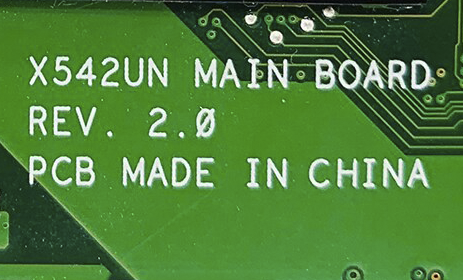 X542UN MAIN BOARD
REV. 2.0
PCB MADE IN CHINA